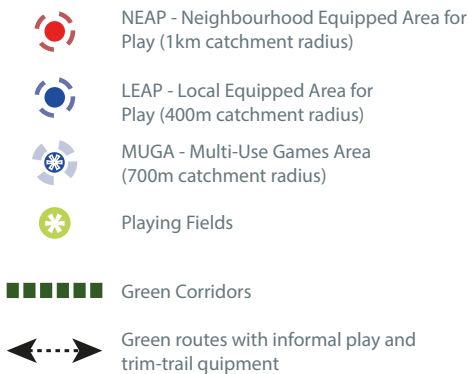 NEAP - Neighbourhood Equipped Area for
Play (1km catchment radius)
LEAP - Local Equipped Area for
Play (400m catchment radius)
MUGA - Multi-Use Games Area
(700m catchment radius)
Playing Fields
Green Corridors
Green routes with informal play and
trim-trail quipment